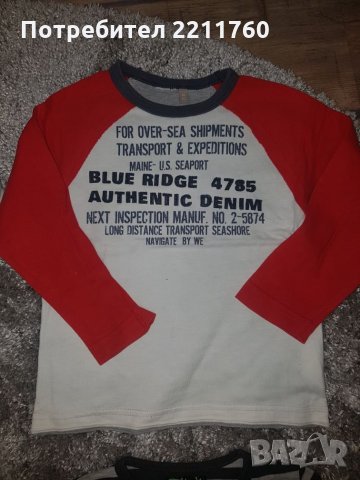 Потребител 2211760
FOR OVER-SEA SHIPMENTS
TRANSPORT & EXPEDITIONS
MAINE- U.S. SEAPORT
BLUE RIDGE 4785
AUTHENTIC DENIM
NEXT INSPECTION MANUF. NO. 2-5874
LONG DISTANCE TRANSPORT SEASHORE
NAVIGATE BY WE
BAZAR